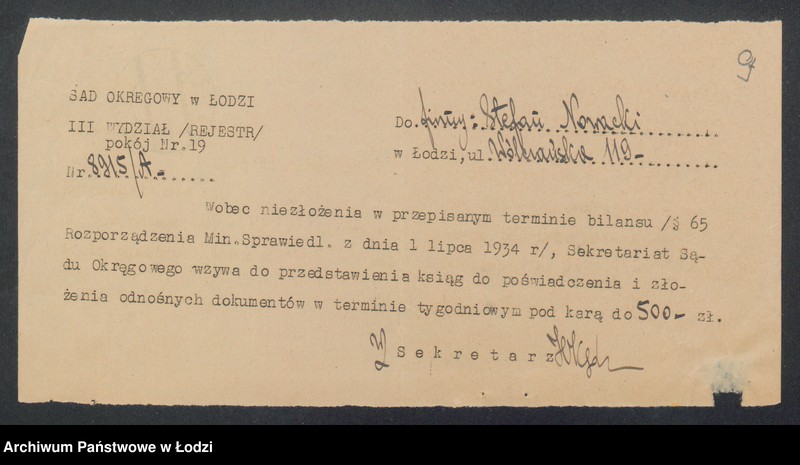 9
SĄD OKRĘGOWY w ŁODZI
III WYDZIAŁ /REJESTR/
pokój Nr.19
Nr. 8915/A.-
Do firmy: Stefan Nowacki
w Łodzi, ul Wólczańska 119-
Wobec niezłożenia w przepisanym terminie bilansu /§ 65
Rozporządzenia Min.Sprawiedl. z dnia 1 lipca 1934 r/, Sekretariat Są-
du Okręgowego wzywa do przedstawienia ksiąg do poświadczenia i zło-
żenia odnośnych dokumentów w terminie tygodniowym pod karą do 500- zł.
Sekretarz
Archiwum Państwowe w Łodzi